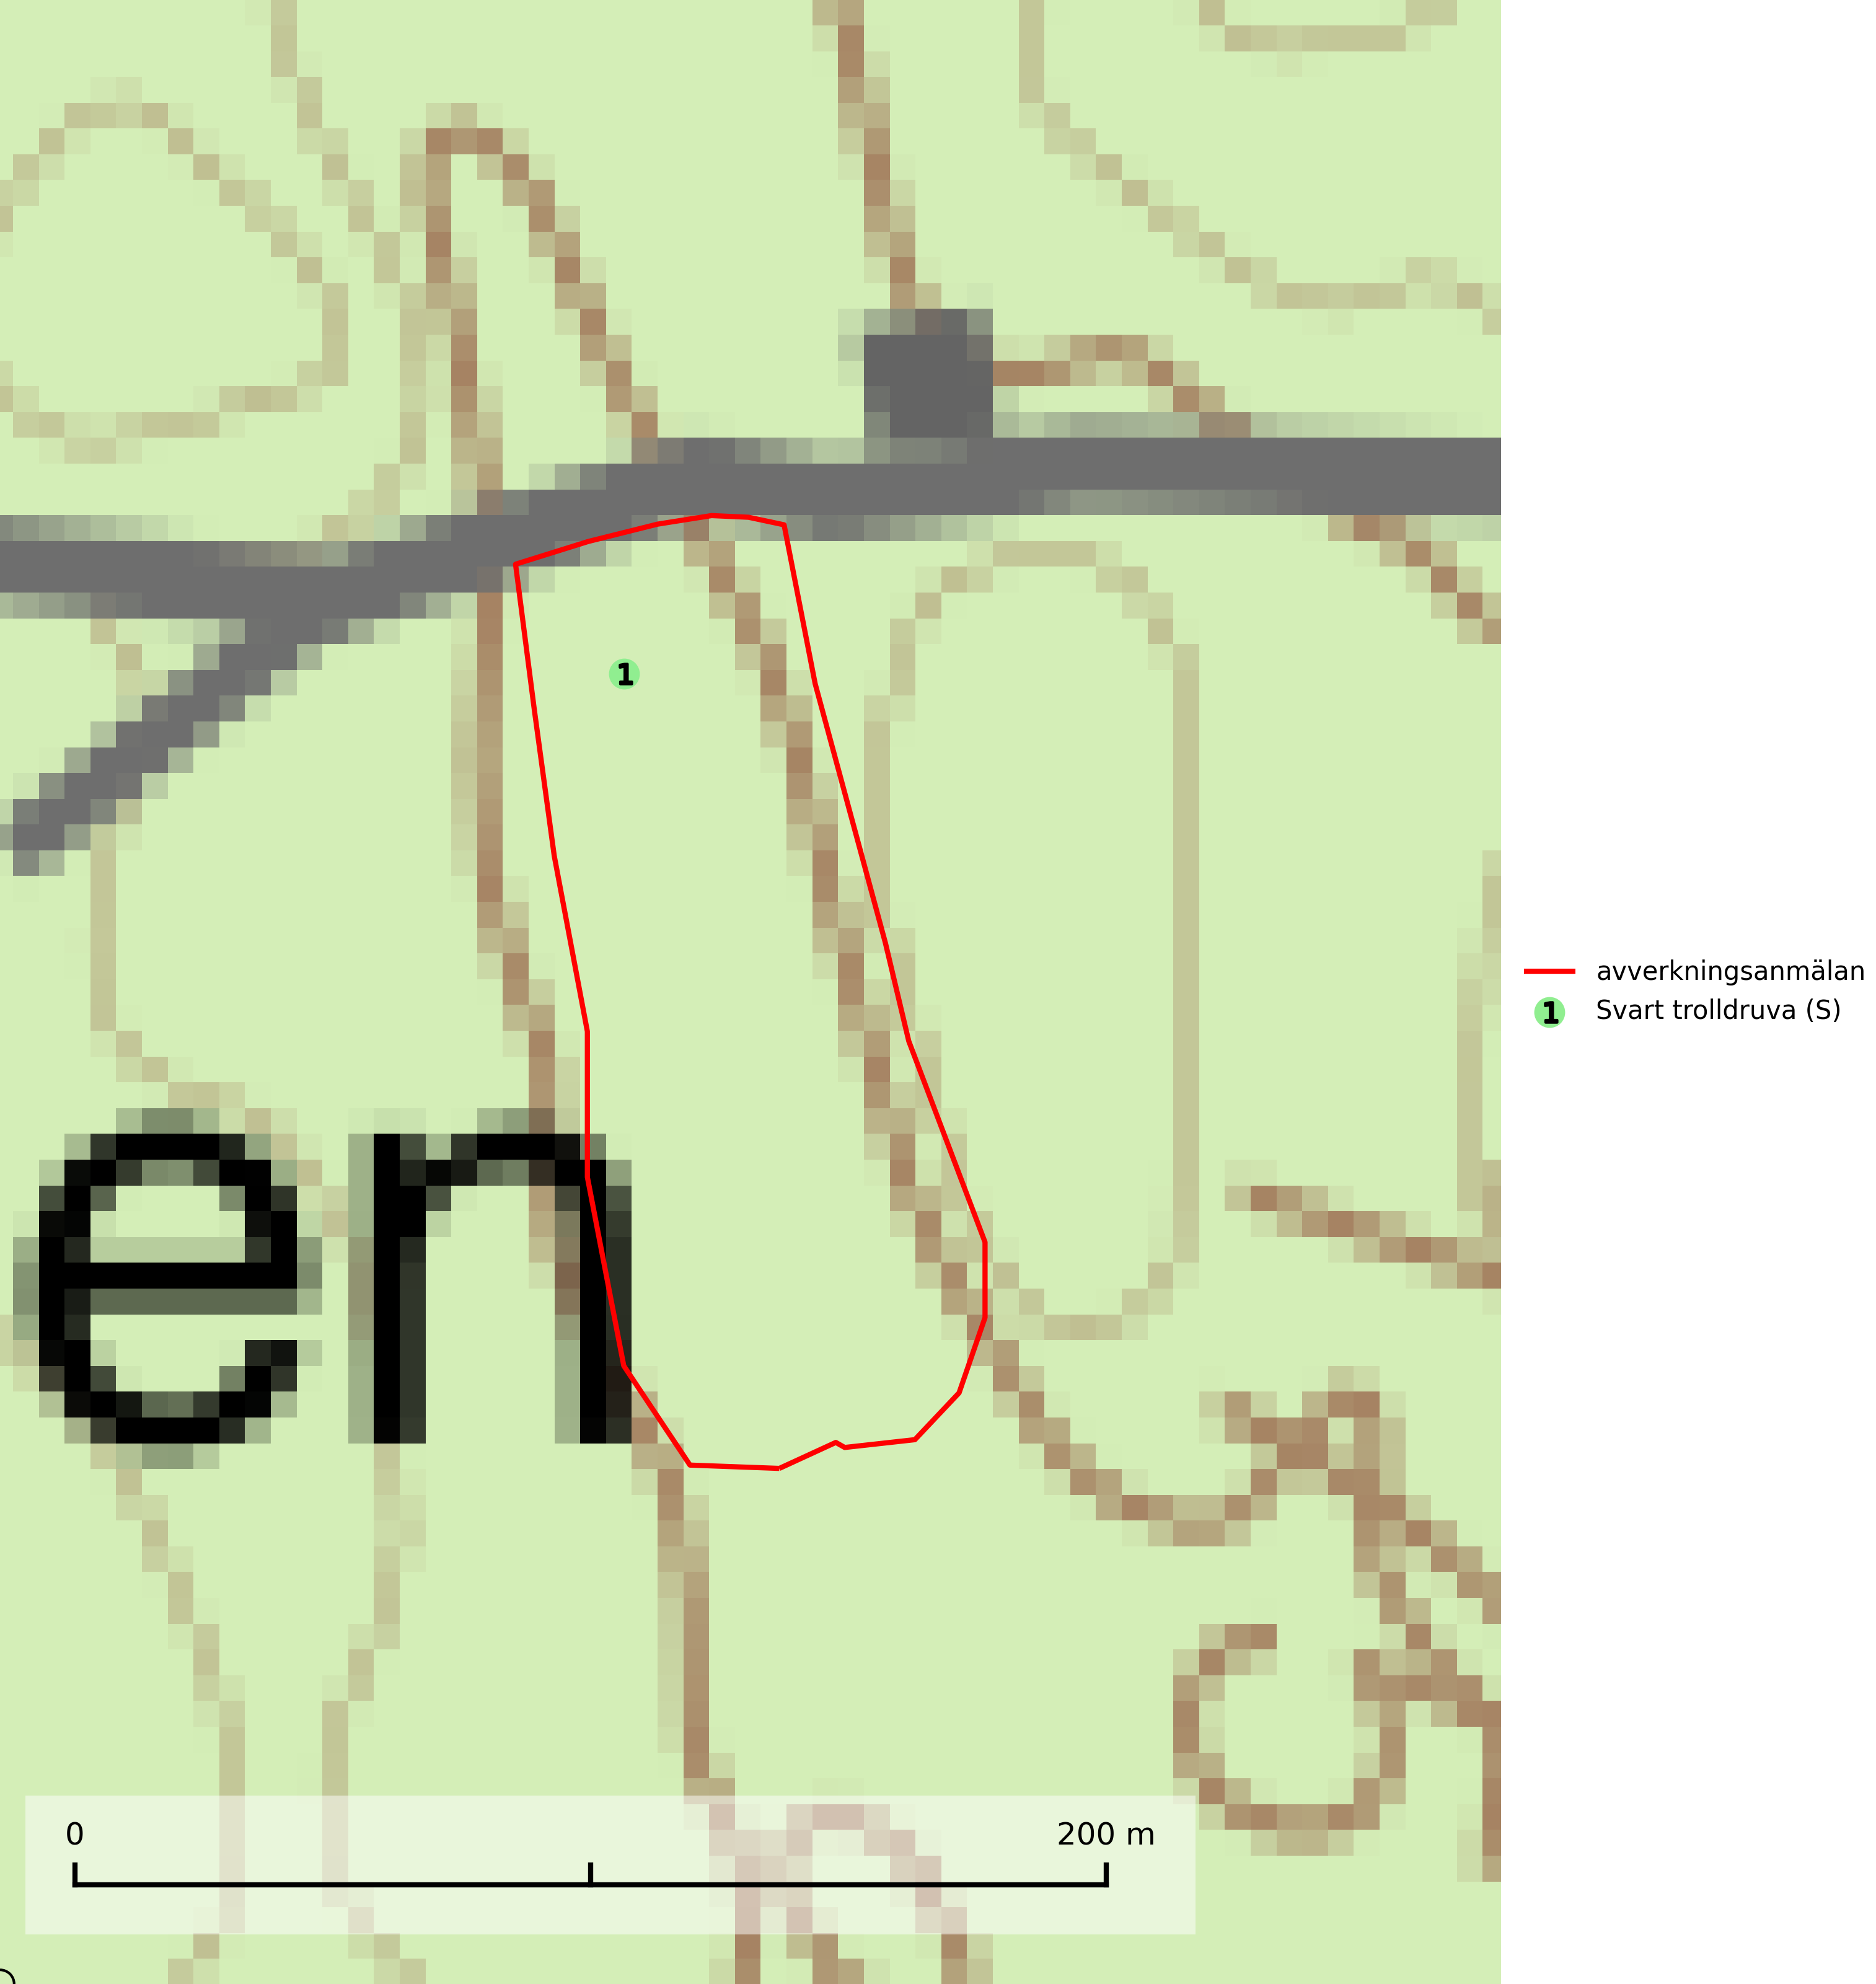 1
avverkningsanmälan
1 Svart trolldruva (S)
en
0 200 m